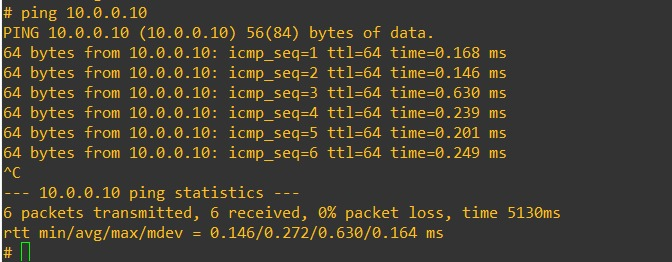 # ping 10.0.0.10
PING 10.0.0.10 (10.0.0.10) 56(84) bytes of data.
64 bytes from 10.0.0.10: icmp_seq=1 ttl=64 time=0.168 ms
64 bytes from 10.0.0.10: icmp_seq=2 ttl=64 time=0.146 ms
64 bytes from 10.0.0.10: icmp_seq=3 ttl=64 time=0.630 ms
64 bytes from 10.0.0.10: icmp_seq=4 ttl=64 time=0.239 ms
64 bytes from 10.0.0.10: icmp_seq=5 ttl=64 time=0.201 ms
64 bytes from 10.0.0.10: icmp_seq=6 ttl=64 time=0.249 ms
^C
--- 10.0.0.10 ping statistics ---
6 packets transmitted, 6 received, 0% packet loss, time 5130ms
rtt min/avg/max/mdev = 0.146/0.272/0.630/0.164 ms
#